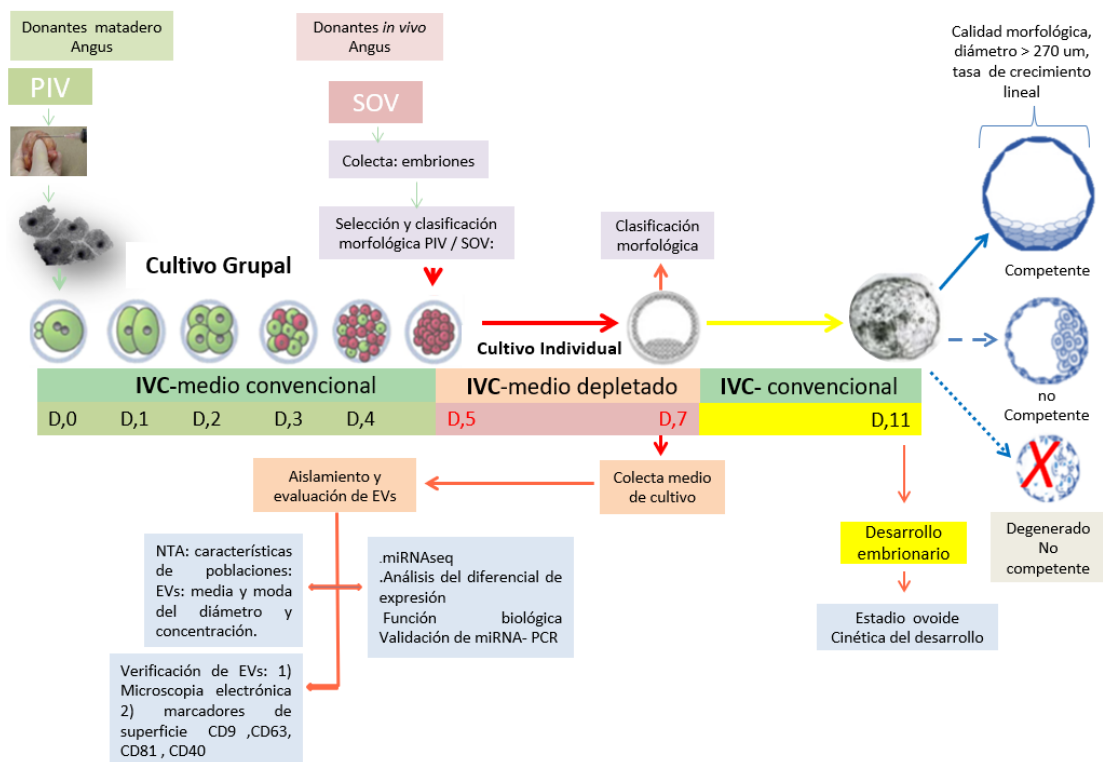 Donantes matadero
Angus
PIV
Donantes in vivo
Angus
SOV
Colecta: embriones
Selección y clasificación
morfológica PIV / SOV:
Clasificación
morfológica
Calidad morfológica,
diámetro > 270 um,
tasa de crecimiento
lineal
Competente
no
Competente
X
Degenerado
No
competente
Cultivo Grupal
Cultivo Individual
IVC-medio convencional
IVC-medio depletado
IVC- convencional
D,0
D,1
D,2
D,3
D,4
D,5
D,7
D,11
Aislamiento y
evaluación de EVs
Colecta medio
de cultivo
NTA: características
de poblaciones:
EVs: media y moda
del diámetro y
concentración.
.miRNAseq
.Análisis del diferencial de
expresión
Función biológica
Validación de miRNA- PCR
Verificación de EVs: 1)
Microscopia electrónica
2) marcadores de
superficie CD9 ,CD63,
CD81 , CD40
Desarrollo
embrionario
Estadio ovoide
Cinética del desarrollo